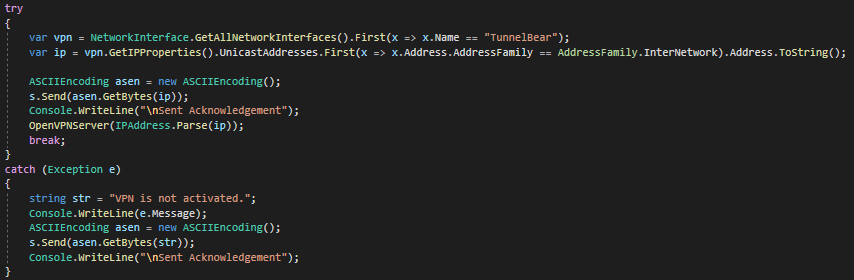 try
{
    var vpn = NetworkInterface.GetAllNetworkInterfaces().First(x => x.Name == "TunnelBear");
    var ip = vpn.GetIPProperties().UnicastAddresses.First(x => x.Address.AddressFamily == AddressFamily.InterNetwork).Address.ToString();

    ASCIIEncoding asen = new ASCIIEncoding();
    s.Send(asen.GetBytes(ip));
    Console.WriteLine("\nSent Acknowledgement");
    OpenVPNServer(IPAddress.Parse(ip));
    break;
}
catch (Exception e)
{
    string str = "VPN is not activated.";
    Console.WriteLine(e.Message);
    ASCIIEncoding asen = new ASCIIEncoding();
    s.Send(asen.GetBytes(str));
    Console.WriteLine("\nSent Acknowledgement");
}